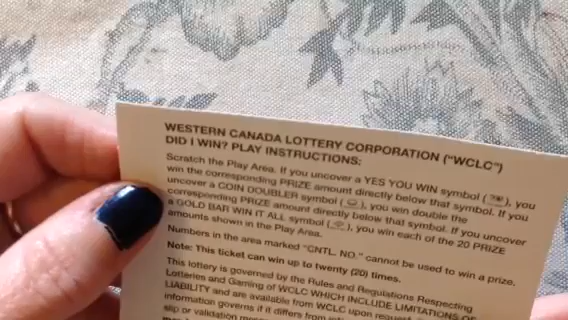 WESTERN CANADA LOTTERY CORPORATION ("WCLC")
DID I WIN? PLAY INSTRUCTIONS:
Scratch the Play Area. If you uncover a YES YOU WIN symbol ( ), you
win the corresponding PRIZE amount directly below that symbol. If you
uncover a COIN DOUBLER symbol ( ), you win double the
corresponding PRIZE amount directly below that symbol. If you uncover
a GOLD BAR WIN IT ALL symbol ( ), you win each of the 20 PRIZE
amounts shown in the Play Area.
Numbers in the area marked "CNTL. NO." cannot be used to win a prize,
Note: This ticket can win up to twenty (20) times.
This lottery is governed by the Rules and Regulations Respecting
Lotteries and Gaming of WCLC WHICH INCLUDE LIMITATIONS OF
LIABILITY and are available from WCLC upon request
information governs if it differs from
slip or validation